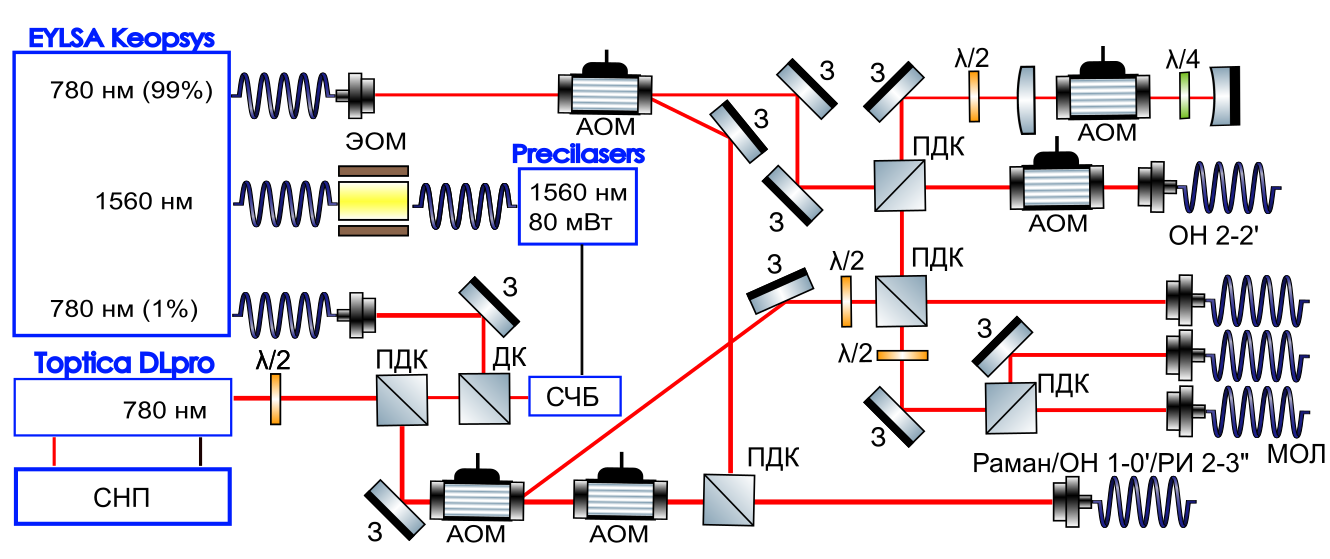 EYLSA Keopsys
780 нм (99%)
1560 нм
780 нм (1%)
ЭОМ
АОМ
З
З
З
Precilasers
1560 нм
80 мВт
З
λ/2
АОМ
λ/4
ПДК
АОМ
ОН 2-2'
ПДК
З
λ/2
λ/2
З
З
ПДК
МОЛ
З
Toptica DLpro
780 нм
λ/2
ПДК
ДК
СЧБ
СНП
З
АОМ
АОМ
ПДК
Раман/ОН 1-0'/РИ 2-3"